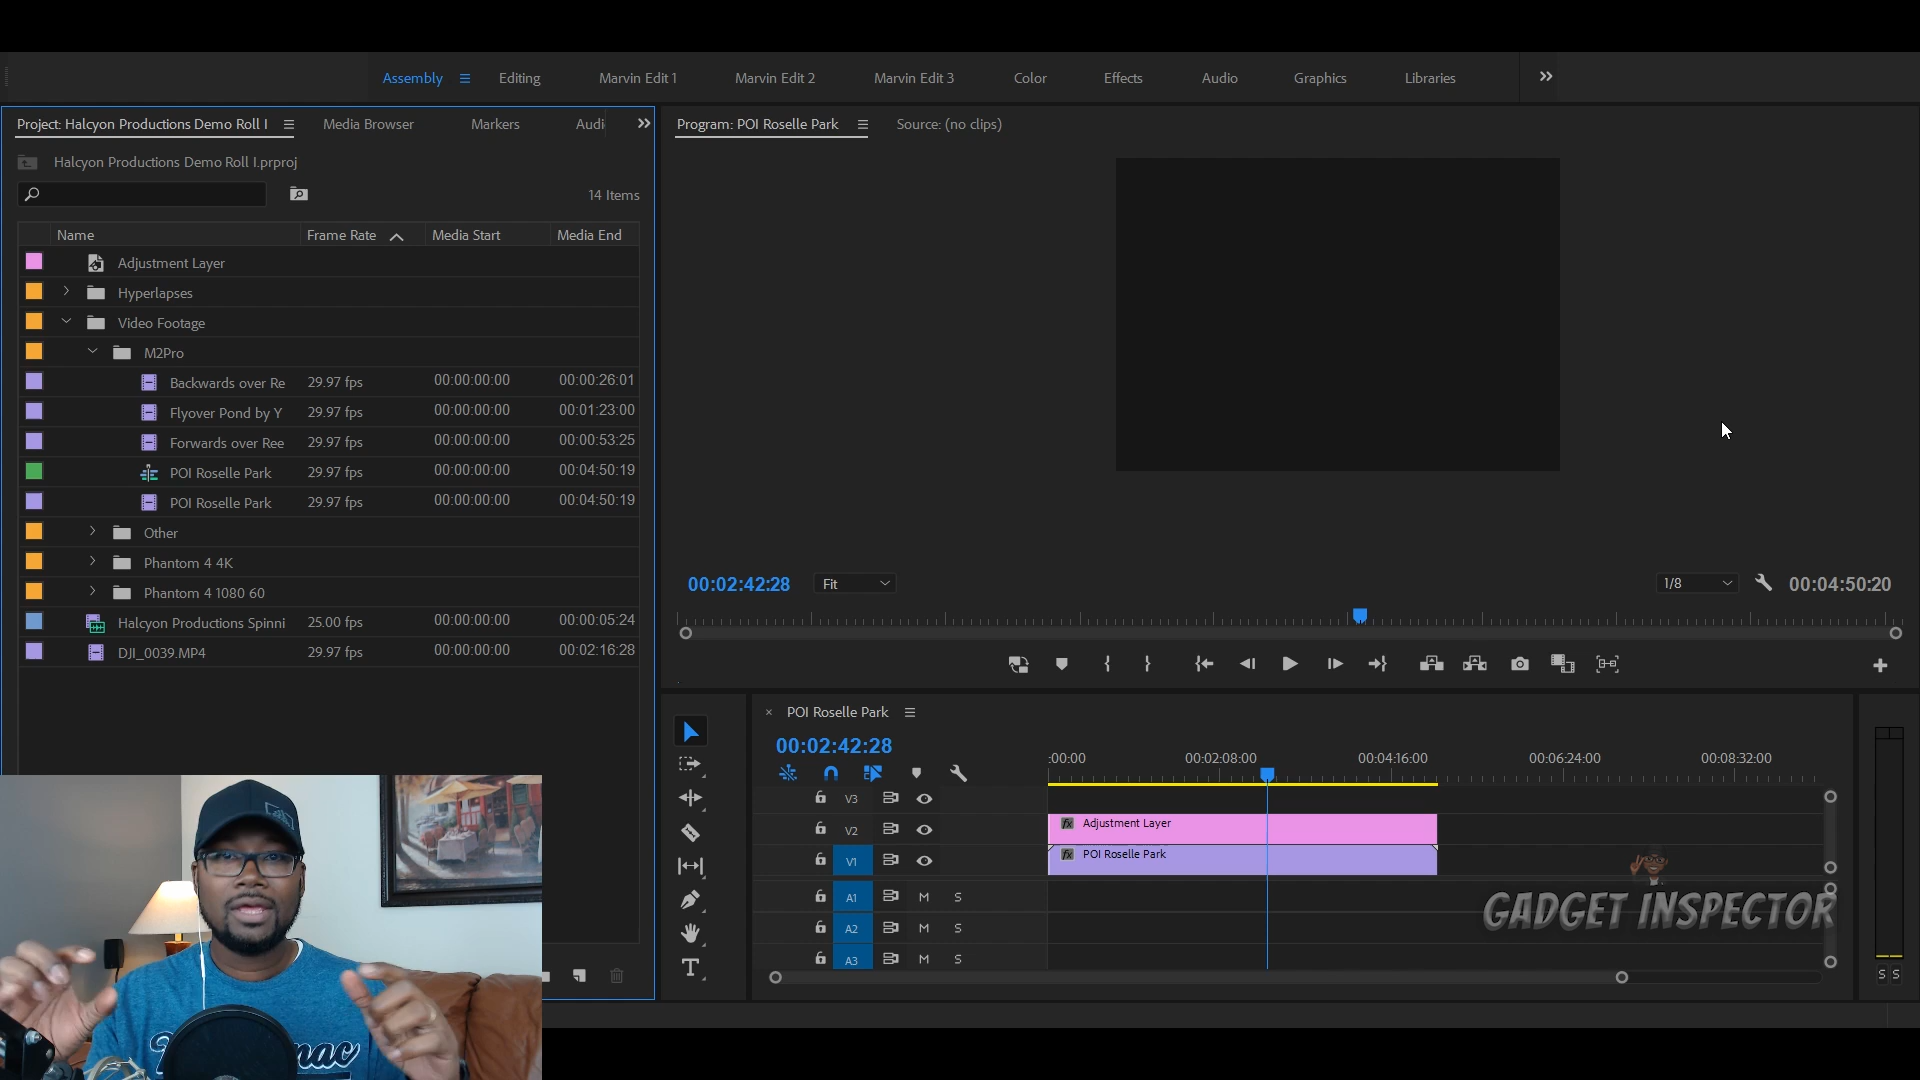 Assembly Editing Marvin Edit 1 Marvin Edit 2 Marvin Edit 3 Color Effects Audio Graphics Libraries
Project: Halcyon Productions Demo Roll I Media Browser Markers Audi
Program: POI Roselle Park Source: (no clips)
Halcyon Productions Demo Roll I.prproj
14 Items
Name Frame Rate Media Start Media End
Adjustment Layer
Hyperlapses
Video Footage
M2Pro
Backwards over Re 29.97 fps 00:00:00:00 00:00:26:01
Flyover Pond by Y 29.97 fps 00:00:00:00 00:01:23:00
Forwards over Ree 29.97 fps 00:00:00:00 00:00:53:25
POI Roselle Park 29.97 fps 00:00:00:00 00:04:50:19
POI Roselle Park 29.97 fps 00:00:00:00 00:04:50:19
Other
Phantom 4 4K
Phantom 4 1080 60
Halcyon Productions Spinni 25.00 fps 00:00:00:00 00:00:05:24
DJI_0039.MP4 29.97 fps 00:00:00:00 00:02:16:28
00:02:42:28 Fit 1/8 00:04:50:20
POI Roselle Park
00:02:42:28
:00:00 00:02:08:00 00:04:16:00 00:06:24:00 00:08:32:00
V3
V2
fx Adjustment Layer
V1
fx POI Roselle Park
A1 M S
A2 M S
A3 M S
GADGET INSPECTOR
S S